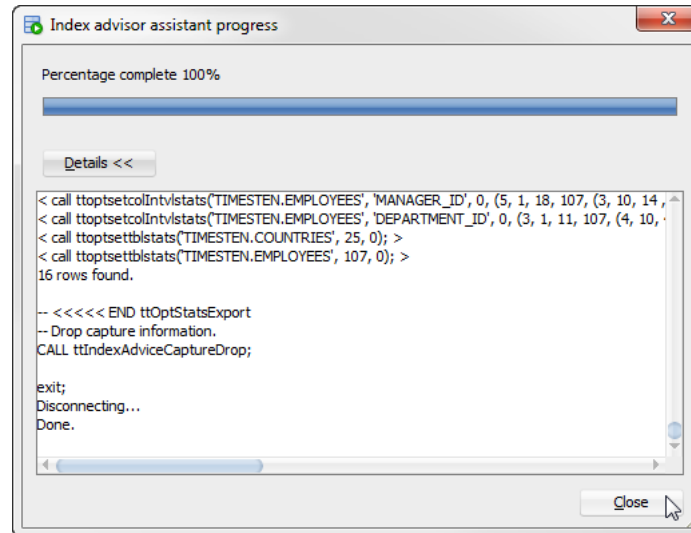 Index advisor assistant progress
Percentage complete 100%
Details <<
< call ttoptsetcolIntvlstats('TIMESTEN.EMPLOYEES', 'MANAGER_ID', 0, (5, 1, 18, 107, (3, 10, 14 ,
< call ttoptsetcolIntvlstats('TIMESTEN.EMPLOYEES', 'DEPARTMENT_ID', 0, (3, 1, 11, 107, (4, 10,
< call ttoptsettblstats('TIMESTEN.COUNTRIES', 25, 0); >
< call ttoptsettblstats('TIMESTEN.EMPLOYEES', 107, 0); >
16 rows found.
-- <<<<< END ttOptStatsExport
-- Drop capture information.
CALL ttIndexAdviceCaptureDrop;
exit;
Disconnecting...
Done.
Close